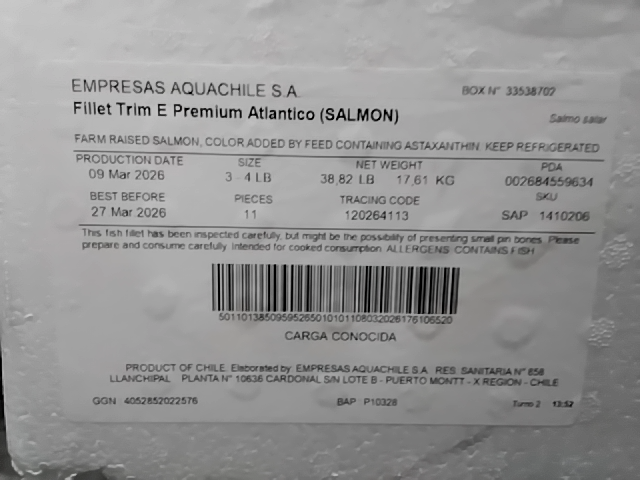 EMPRESAS AQUACHILE S.A. BOX N° 33538702
Fillet Trim E Premium Atlantico (SALMON) Salmo salar
FARM RAISED SALMON, COLOR ADDED BY FEED CONTAINING ASTAXANTHIN. KEEP REFRIGERATED
PRODUCTION DATE SIZE NET WEIGHT PDA
09 Mar 2026 3 - 4 LB 38,82 LB 17,61 KG 002684559634
BEST BEFORE PIECES TRACING CODE SKU
27 Mar 2026 11 120264113 SAP 1410206
This fish fillet has been inspected carefully, but might be the possibility of presenting small pin bones. Please
prepare and consume carefully. Intended for cooked consumption. ALLERGENS: CONTAINS FISH
CARGA CONOCIDA
PRODUCT OF CHILE. Elaborated by: EMPRESAS AQUACHILE S.A. RES. SANITARIA N° 858
LLANCHIPAL PLANTA N° 10636 CARDONAL S/N LOTE B - PUERTO MONTT - X REGION - CHILE
GGN: 4052852022576 BAP: P10328 Turno 2 13:52